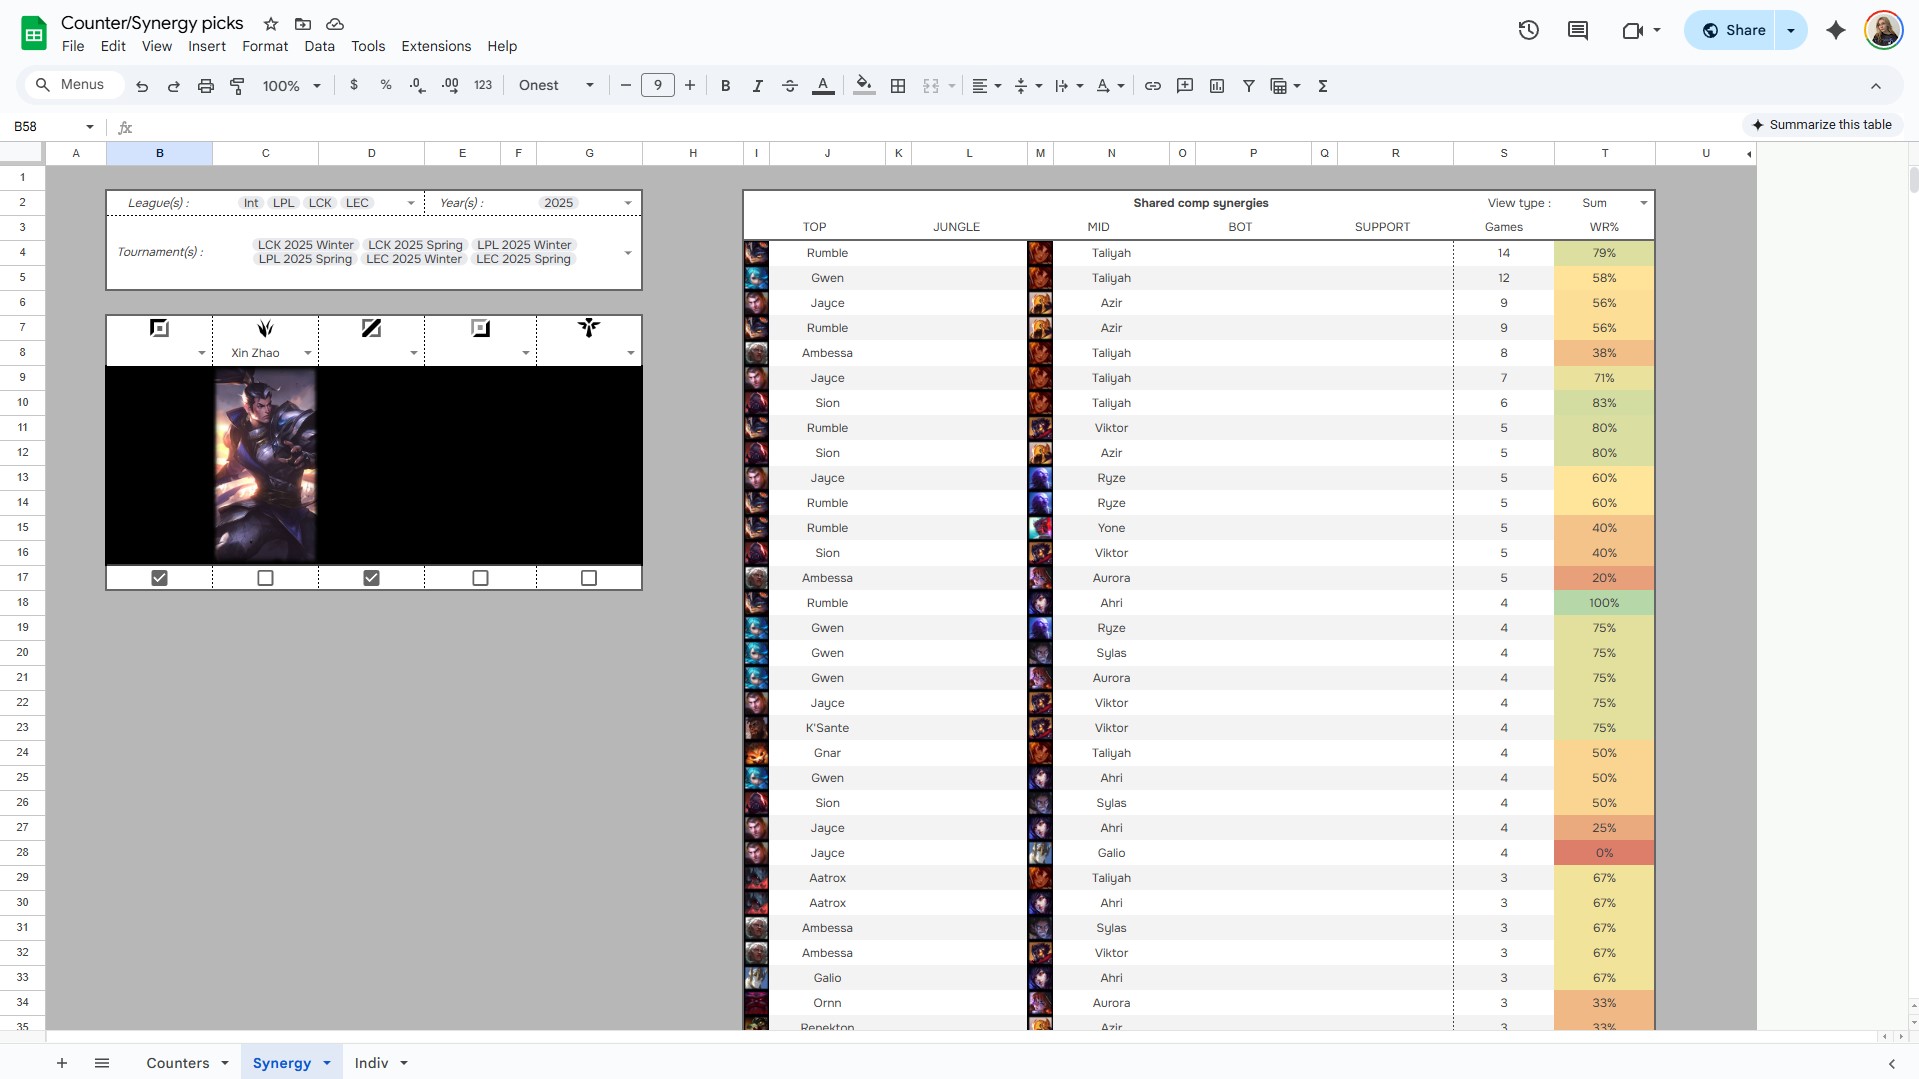 Counter/Synergy picks
File Edit View Insert Format Data Tools Extensions Help
Share
Menus 100% $ % .0 .00 123 Onest 9 B I A A Σ
B58 fx
Summarize this table
A B C D E F G H I J K L M N O P Q R S T U
1
2 League(s) : Int LPL LCK LEC Year(s) : 2025 Shared comp synergies View type : Sum
3 TOP JUNGLE MID BOT SUPPORT Games WR%
Tournament(s) :
LCK 2025 Winter LCK 2025 Spring LPL 2025 Winter
LPL 2025 Spring LEC 2025 Winter LEC 2025 Spring
4 Rumble Taliyah 14 79%
5 Gwen Taliyah 12 58%
6 Jayce Azir 9 56%
7 Rumble Azir 9 56%
8 Xin Zhao Ambessa Taliyah 8 38%
9 Jayce Taliyah 7 71%
10 Sion Taliyah 6 83%
11 Rumble Viktor 5 80%
12 Sion Azir 5 80%
13 Jayce Ryze 5 60%
14 Rumble Ryze 5 60%
15 Rumble Yone 5 40%
16 Sion Viktor 5 40%
17 Ambessa Aurora 5 20%
18 Rumble Ahri 4 100%
19 Gwen Ryze 4 75%
20 Gwen Sylas 4 75%
21 Gwen Aurora 4 75%
22 Jayce Viktor 4 75%
23 K'Sante Viktor 4 75%
24 Gnar Taliyah 4 50%
25 Gwen Ahri 4 50%
26 Sion Sylas 4 50%
27 Jayce Ahri 4 25%
28 Jayce Galio 4 0%
29 Aatrox Taliyah 3 67%
30 Aatrox Ahri 3 67%
31 Ambessa Sylas 3 67%
32 Ambessa Viktor 3 67%
33 Galio Ahri 3 67%
34 Ornn Aurora 3 33%
35 Renekton Azir 3 33%
Counters Synergy Indiv